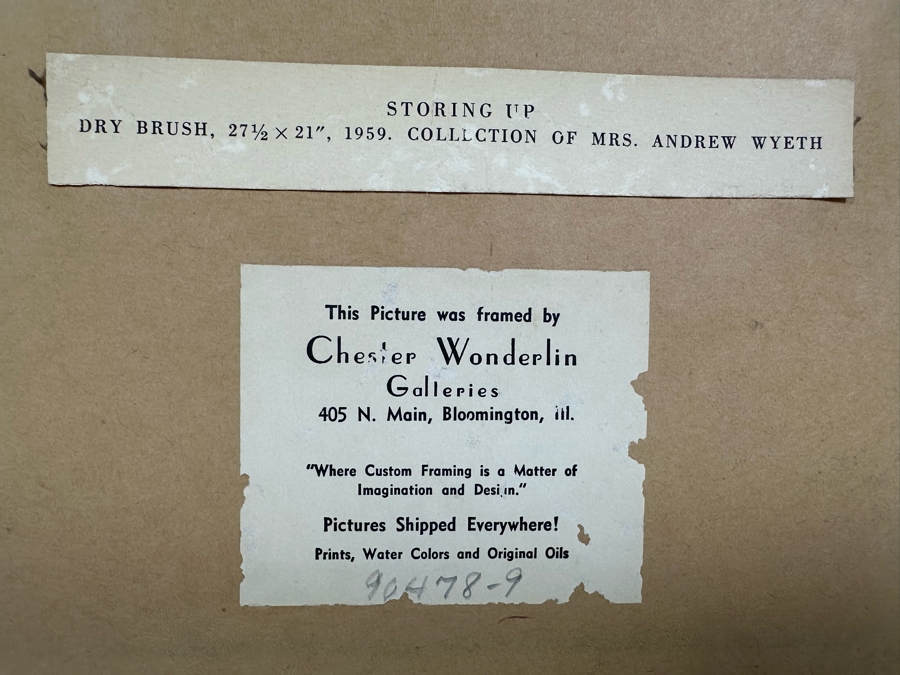 STORING UP
DRY BRUSH, 27½ × 21″, 1959. COLLECTION OF MRS. ANDREW WYETH
This Picture was framed by
Chester Wonderlin
Galleries
405 N. Main, Bloomington, Ill.
"Where Custom Framing is a Matter of
Imagination and Design."
Pictures Shipped Everywhere!
Prints, Water Colors and Original Oils
90478-9